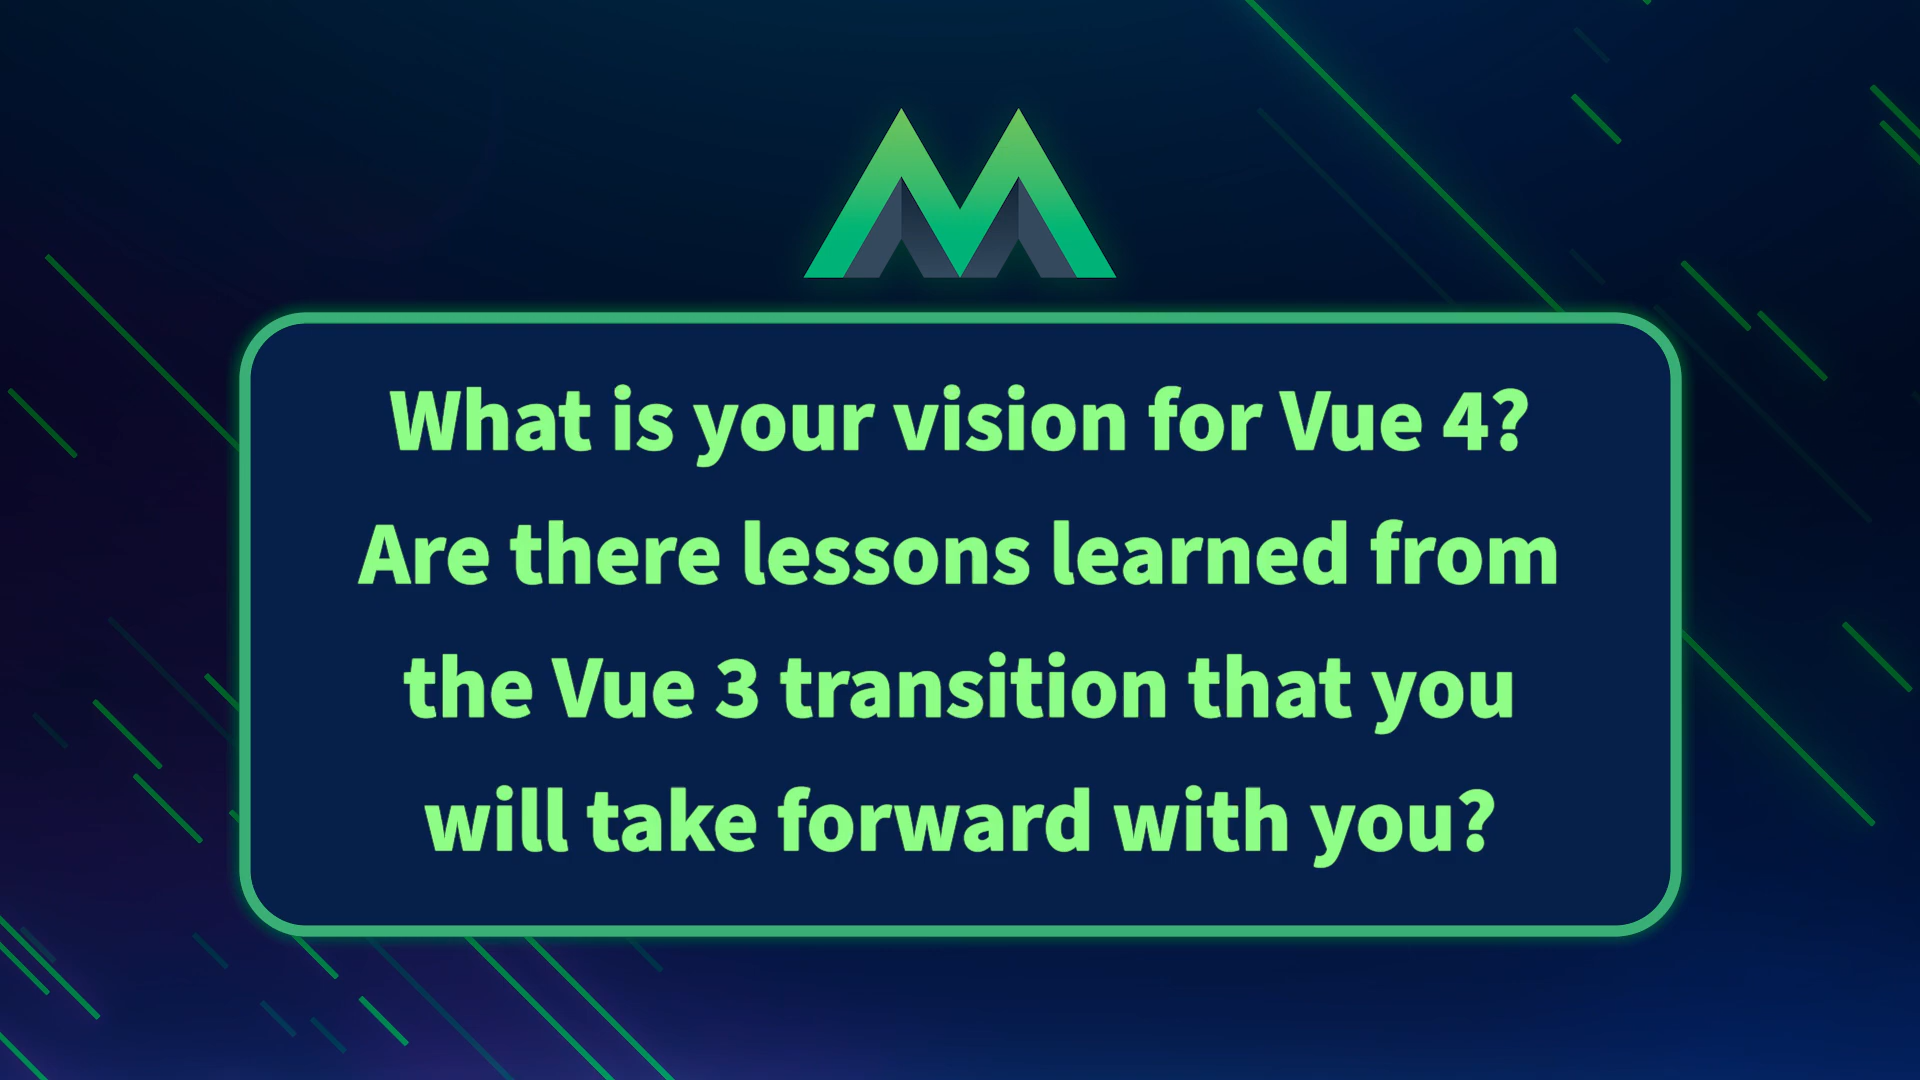 What is your vision for Vue 4?
Are there lessons learned from
the Vue 3 transition that you
will take forward with you?